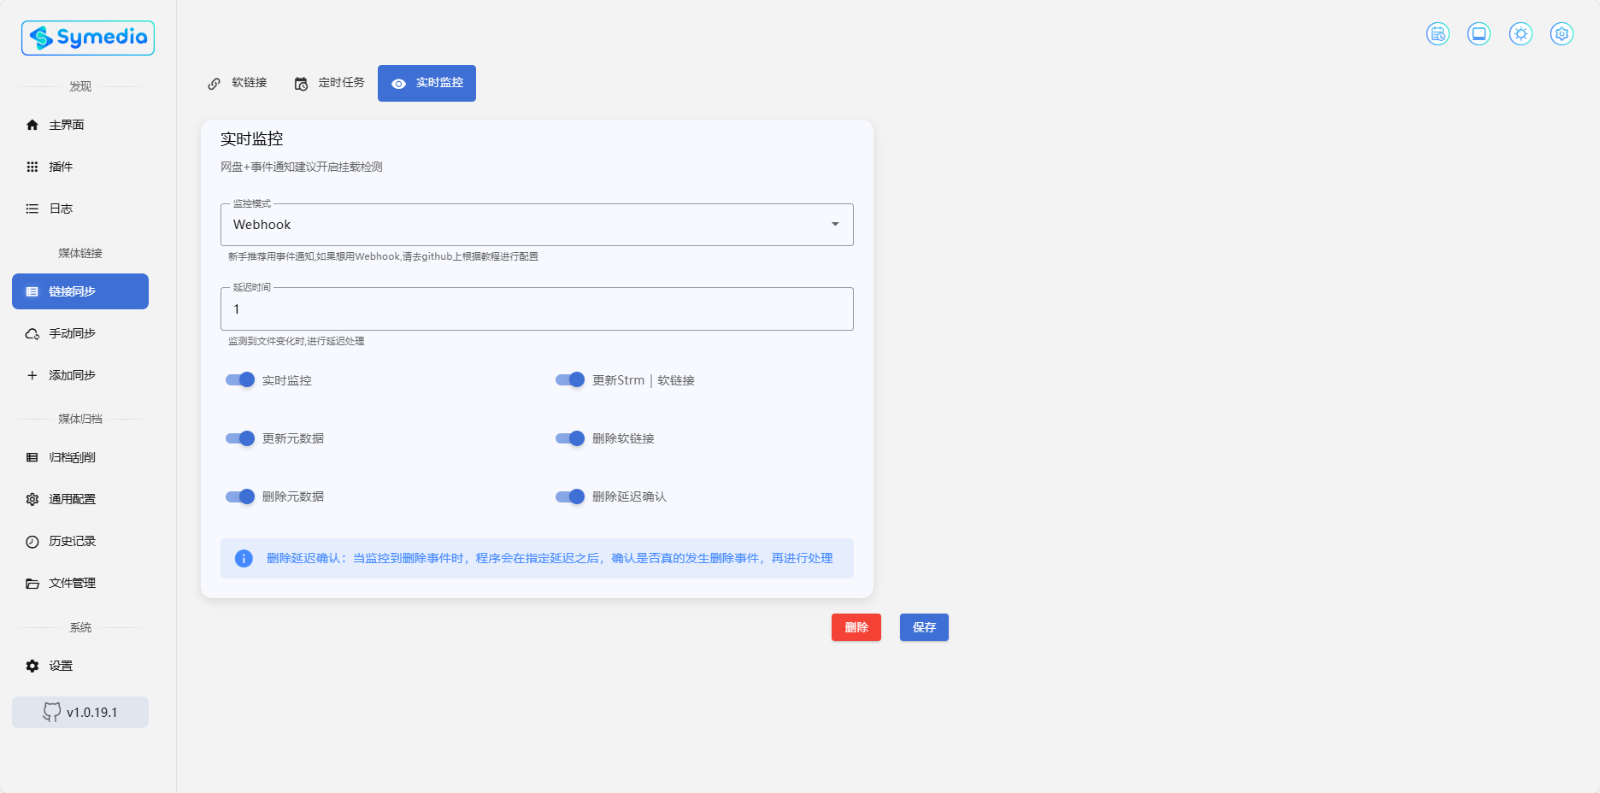 Symedia
发现
主界面
插件
日志
媒体链接
链接同步
手动同步
添加同步
媒体归档
归档刮削
通用配置
历史记录
文件管理
系统
设置
v1.0.19.1
软链接
定时任务
实时监控
实时监控
网盘+事件通知建议开启挂载检测
监控模式
Webhook
新手推荐用事件通知,如果想用Webhook,请去github上根据教程进行配置
延迟时间
1
监测到文件变化时,进行延迟处理
实时监控
更新Strm | 软链接
更新元数据
删除软链接
删除元数据
删除延迟确认
删除延迟确认：当监控到删除事件时，程序会在指定延迟之后，确认是否真的发生删除事件，再进行处理
删除
保存